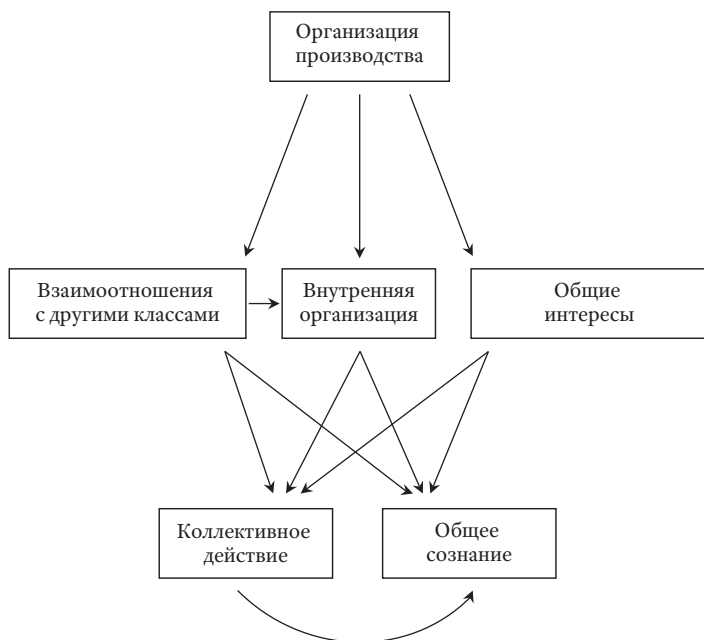 Организация
производства
Взаимоотношения
с другими классами
Внутренняя
организация
Общие
интересы
Коллективное
действие
Общее
сознание